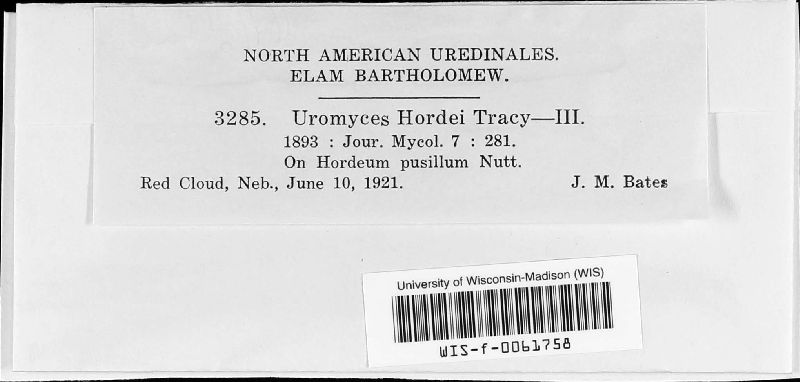 NORTH AMERICAN UREDINALES.
ELAM BARTHOLOMEW.
3285. Uromyces Hordei Tracy—III.
1893 : Jour. Mycol. 7 : 281.
On Hordeum pusillum Nutt.
Red Cloud, Neb., June 10, 1921. J. M. Bates
University of Wisconsin-Madison (WIS)
WIS-f-0061758